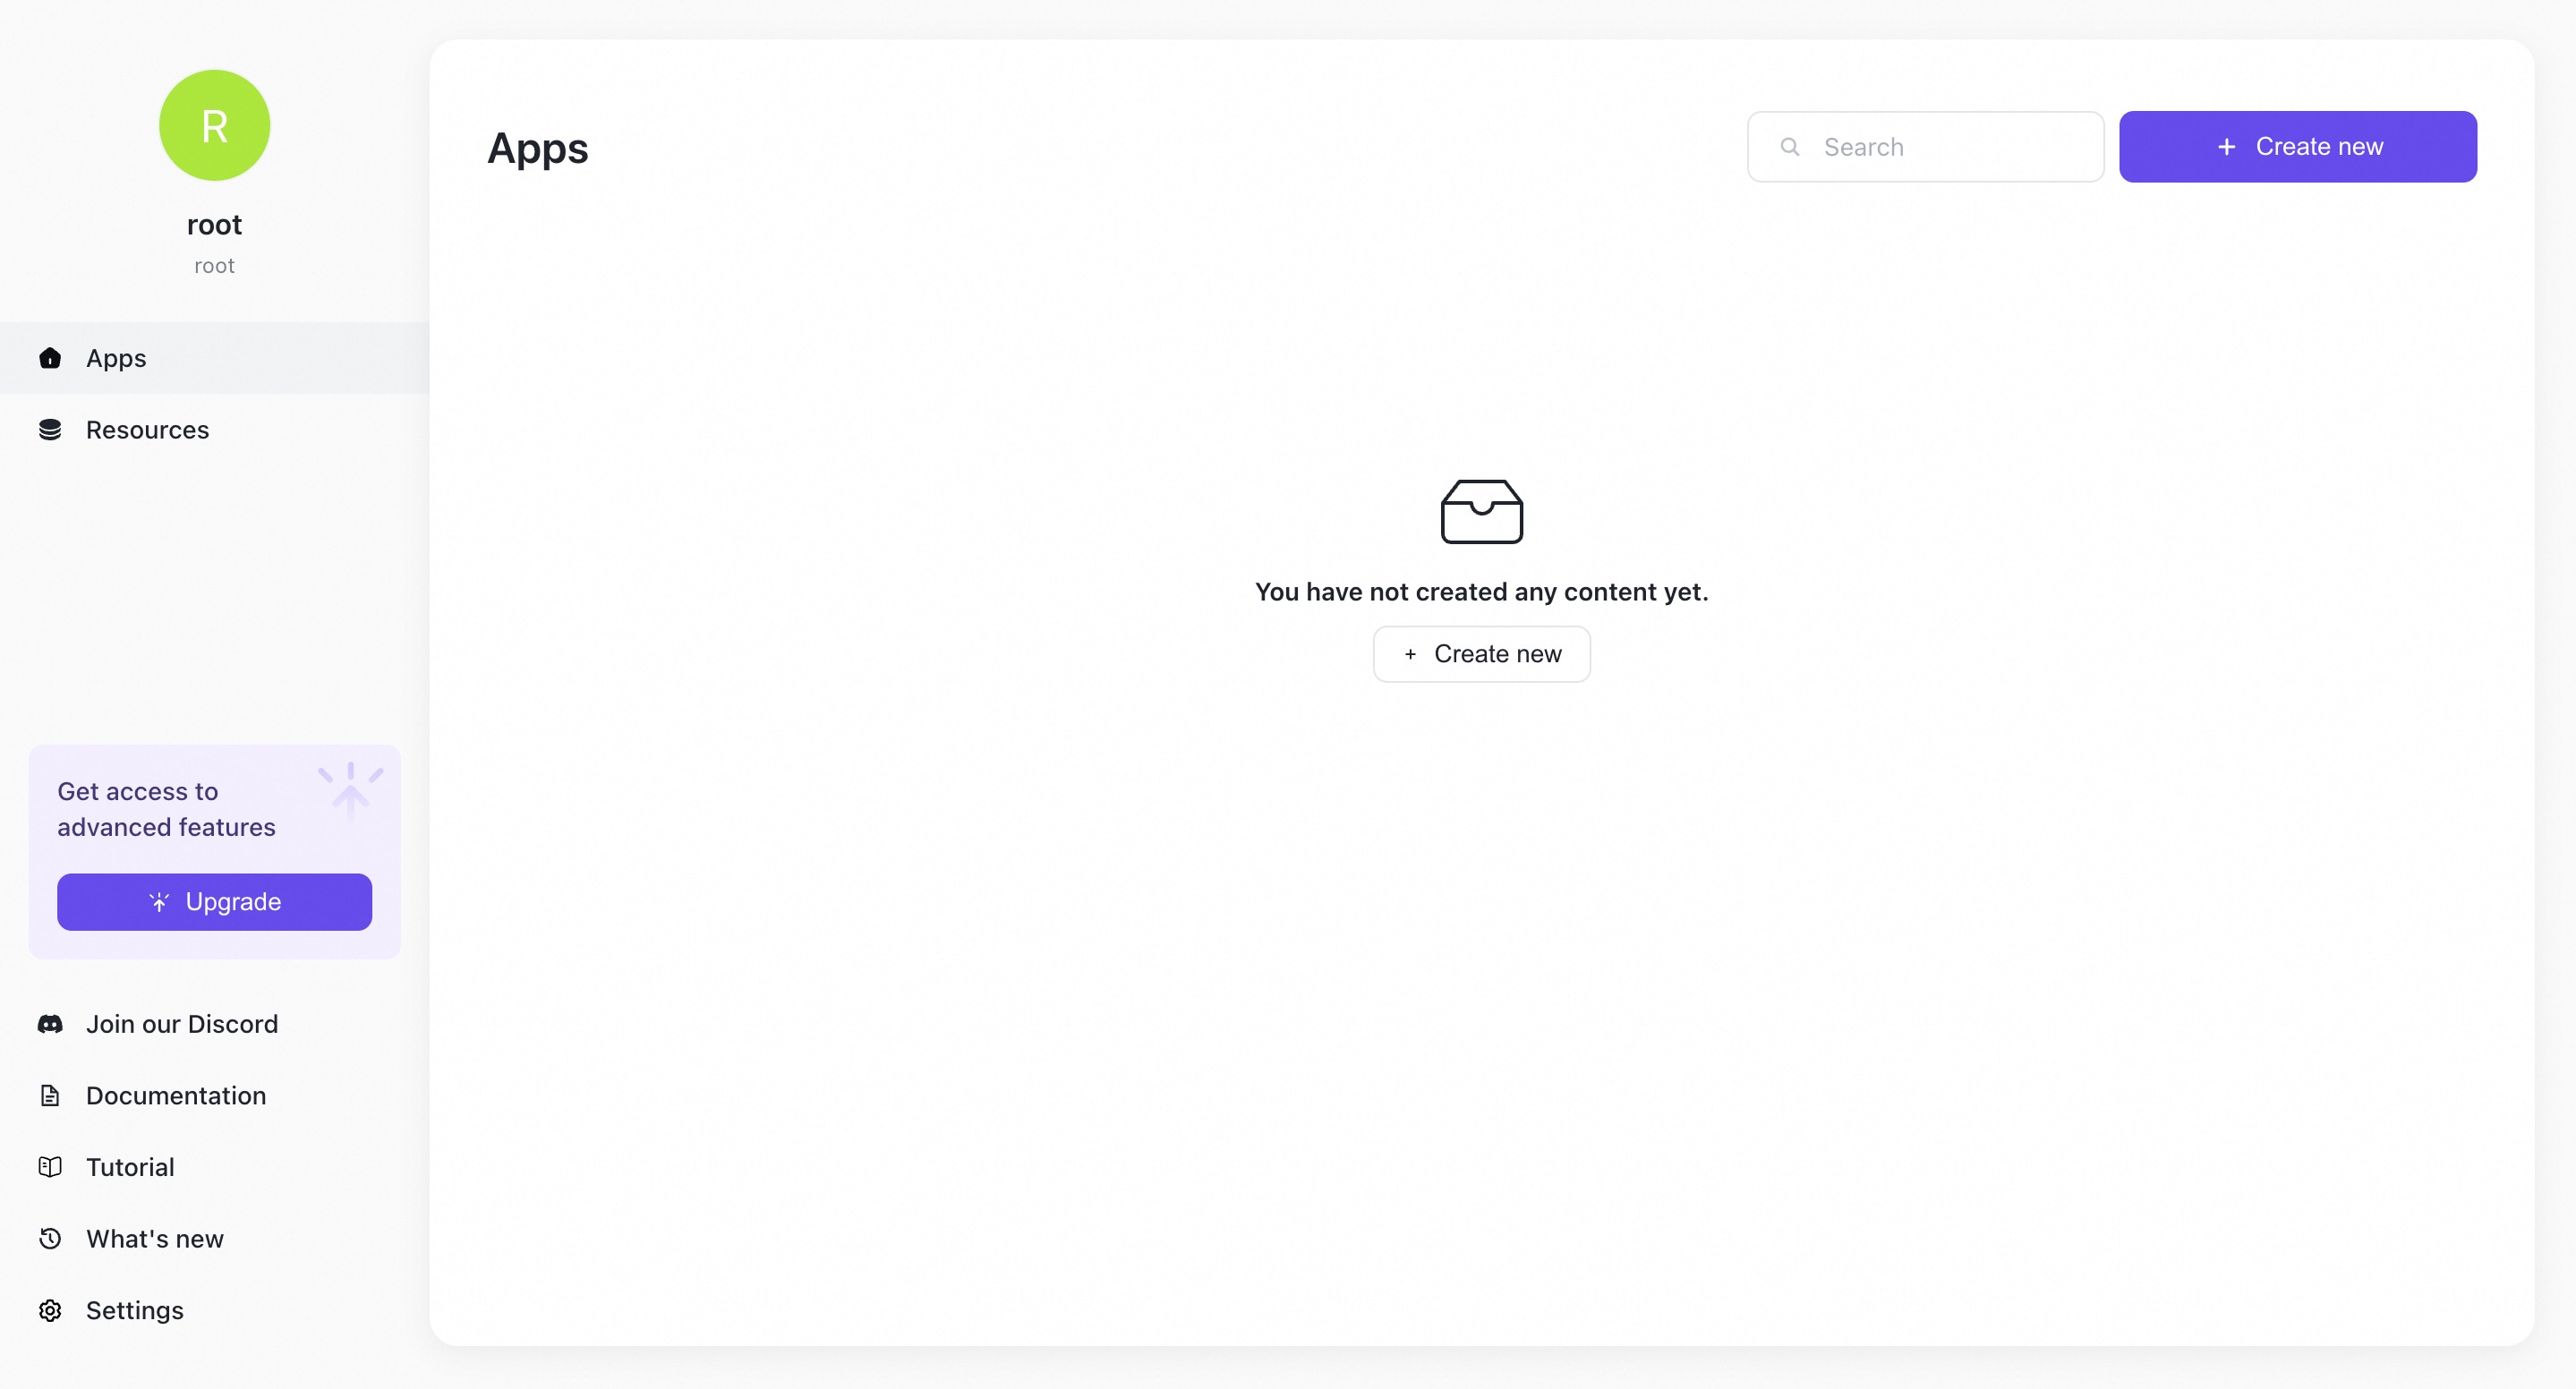 R
root
root
Apps
Resources
Get access to
advanced features
Upgrade
Join our Discord
Documentation
Tutorial
What's new
Settings
Apps
Search
+ Create new
You have not created any content yet.
+ Create new